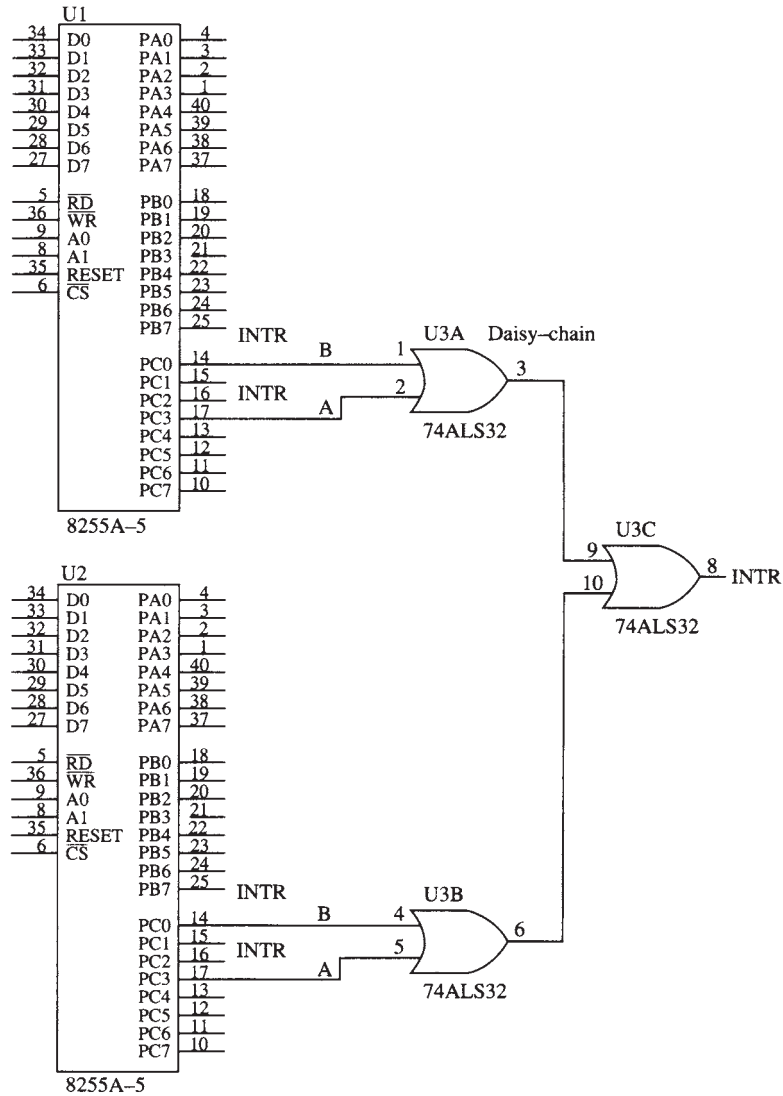 U1
34 D0 PA0 4
33 D1 PA1 3
32 D2 PA2 2
31 D3 PA3 1
30 D4 PA4 40
29 D5 PA5 39
28 D6 PA6 38
27 D7 PA7 37
5 RD PB0 18
36 WR PB1 19
9 A0 PB2 20
8 A1 PB3 21
35 RESET PB4 22
6 CS PB5 23
PB6 24
PB7 25
INTR
PC0 14 B 1
PC1 15
PC2 16
INTR
PC3 17 A 2
PC4 13
PC5 12
PC6 11
PC7 10
8255A–5
U3A Daisy–chain
3
74ALS32
U3C
9
10
8 INTR
74ALS32
U2
34 D0 PA0 4
33 D1 PA1 3
32 D2 PA2 2
31 D3 PA3 1
30 D4 PA4 40
29 D5 PA5 39
28 D6 PA6 38
27 D7 PA7 37
5 RD PB0 18
36 WR PB1 19
9 A0 PB2 20
8 A1 PB3 21
35 RESET PB4 22
6 CS PB5 23
PB6 24
PB7 25
INTR
PC0 14 B 4
PC1 15
PC2 16
INTR
PC3 17 A 5
PC4 13
PC5 12
PC6 11
PC7 10
8255A–5
U3B
6
74ALS32